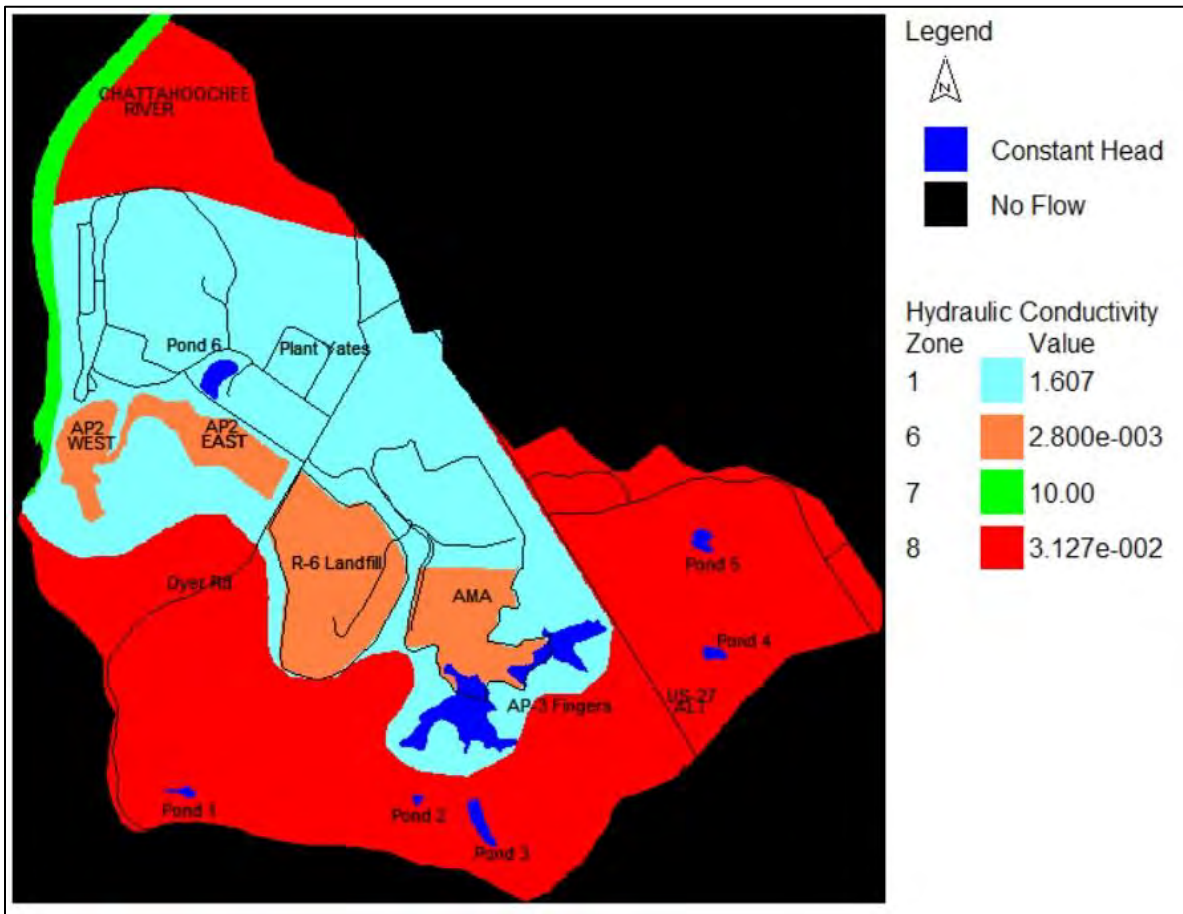 CHATTAHOOCHEE
RIVER
Pond 6
Plant Yates
AP2
WEST
AP2
EAST
R-6 Landfill
Dyer Rd
AMA
Pond 5
Pond 4
US-27
AP-3 Fingers
Pond 1
Pond 2
Pond 3
Legend
N
Constant Head
No Flow
Hydraulic Conductivity
Zone Value
1 1.607
6 2.800e-003
7 10.00
8 3.127e-002